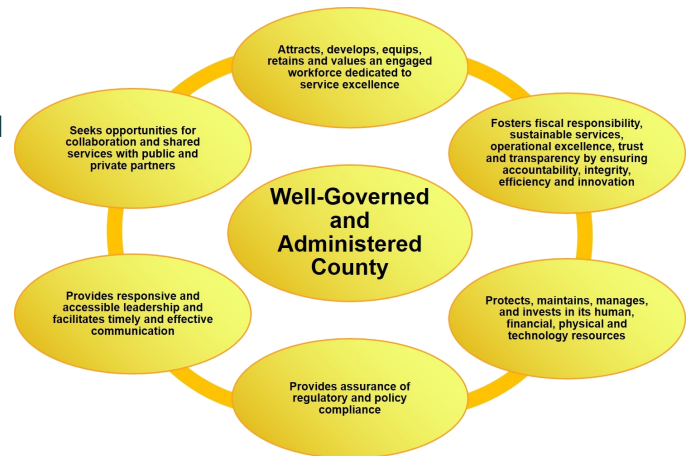 Attracts, develops, equips,
retains and values an engaged
workforce dedicated to
service excellence
Fosters fiscal responsibility,
sustainable services,
operational excellence, trust
and transparency by ensuring
accountability, integrity,
efficiency and innovation
Protects, maintains, manages,
and invests in its human,
financial, physical and
technology resources
Provides assurance of
regulatory and policy
compliance
Provides responsive and
accessible leadership and
facilitates timely and effective
communication
Seeks opportunities for
collaboration and shared
services with public and
private partners
Well-Governed
and
Administered
County